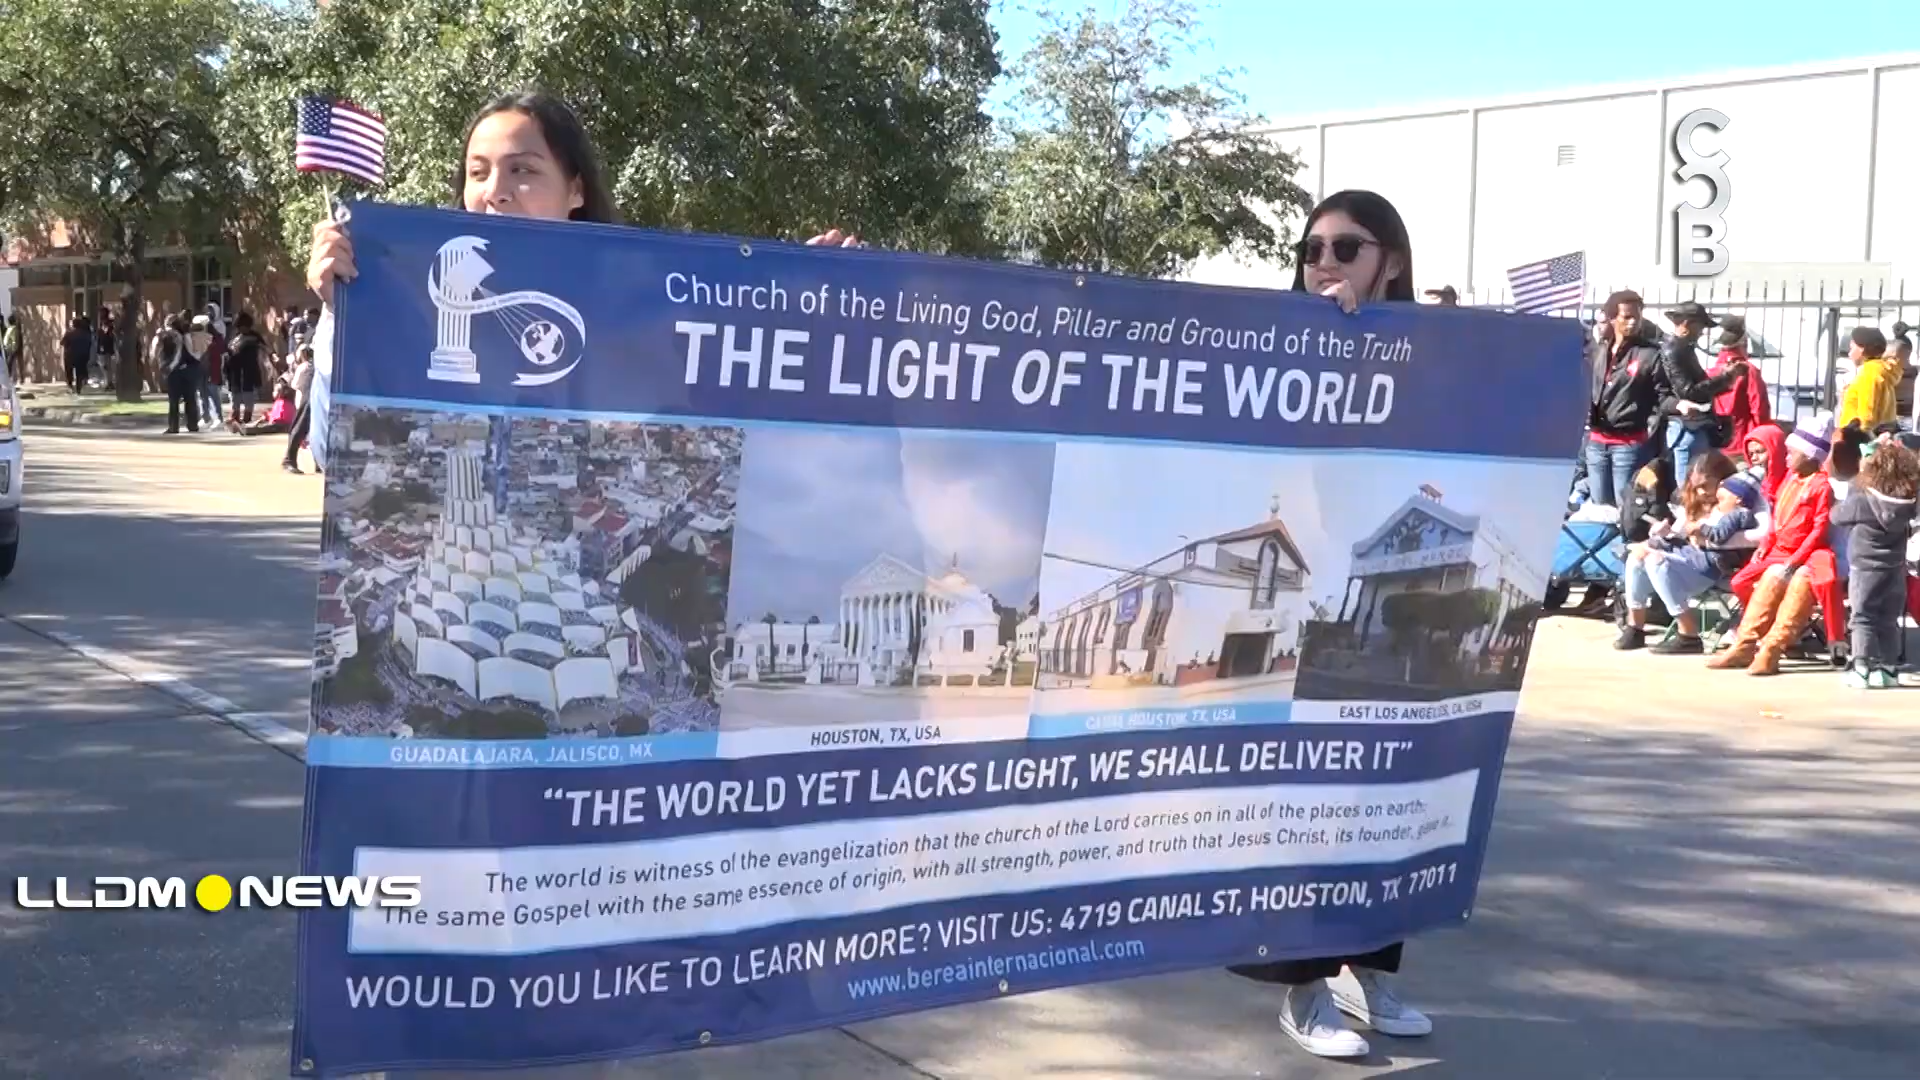 Church of the Living God, Pillar and Ground of the Truth
THE LIGHT OF THE WORLD
GUADALAJARA, JALISCO, MX
HOUSTON, TX, USA
CANAL HOUSTON, TX, USA
EAST LOS ANGELES, CA, USA
“THE WORLD YET LACKS LIGHT, WE SHALL DELIVER IT”
The world is witness of the evangelization that the church of the Lord carries on in all of the places on earth:
The same Gospel with the same essence of origin, with all strength, power, and truth that Jesus Christ, its founder, gave it.
WOULD YOU LIKE TO LEARN MORE? VISIT US: 4719 CANAL ST, HOUSTON, TX 77011
www.bereainternacional.com
LLDM NEWS
CCB